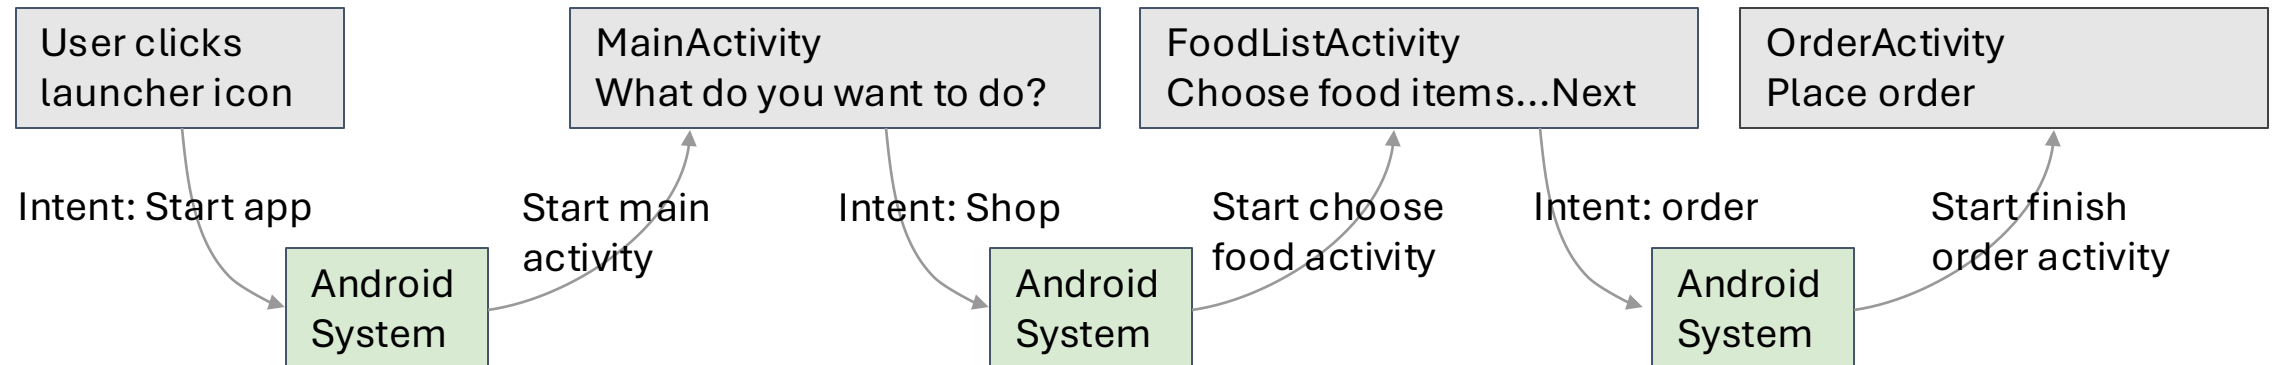 User clicks
launcher icon
MainActivity
What do you want to do?
FoodListActivity
Choose food items...Next
OrderActivity
Place order
Intent: Start app
Start main
activity
Intent: Shop
Start choose
food activity
Intent: order
Start finish
order activity
Android
System
Android
System
Android
System